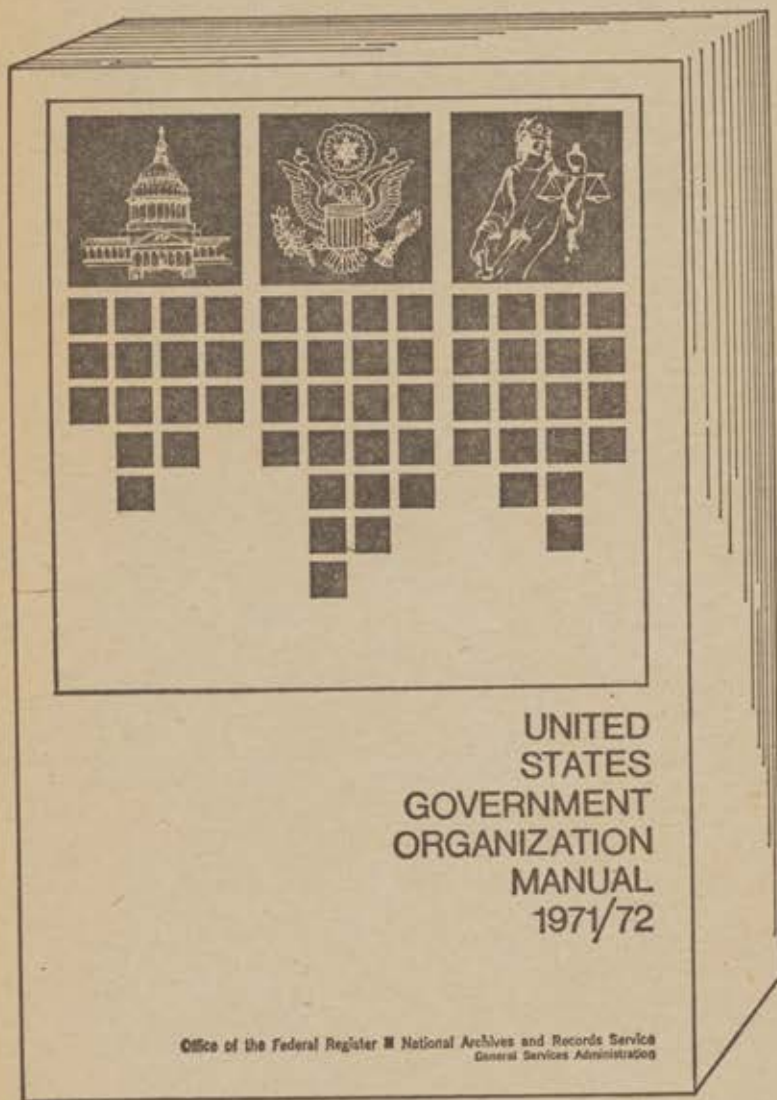 UNITED
STATES
GOVERNMENT
ORGANIZATION
MANUAL
1971/72
Office of the Federal Register ■ National Archives and Records Service
General Services Administration